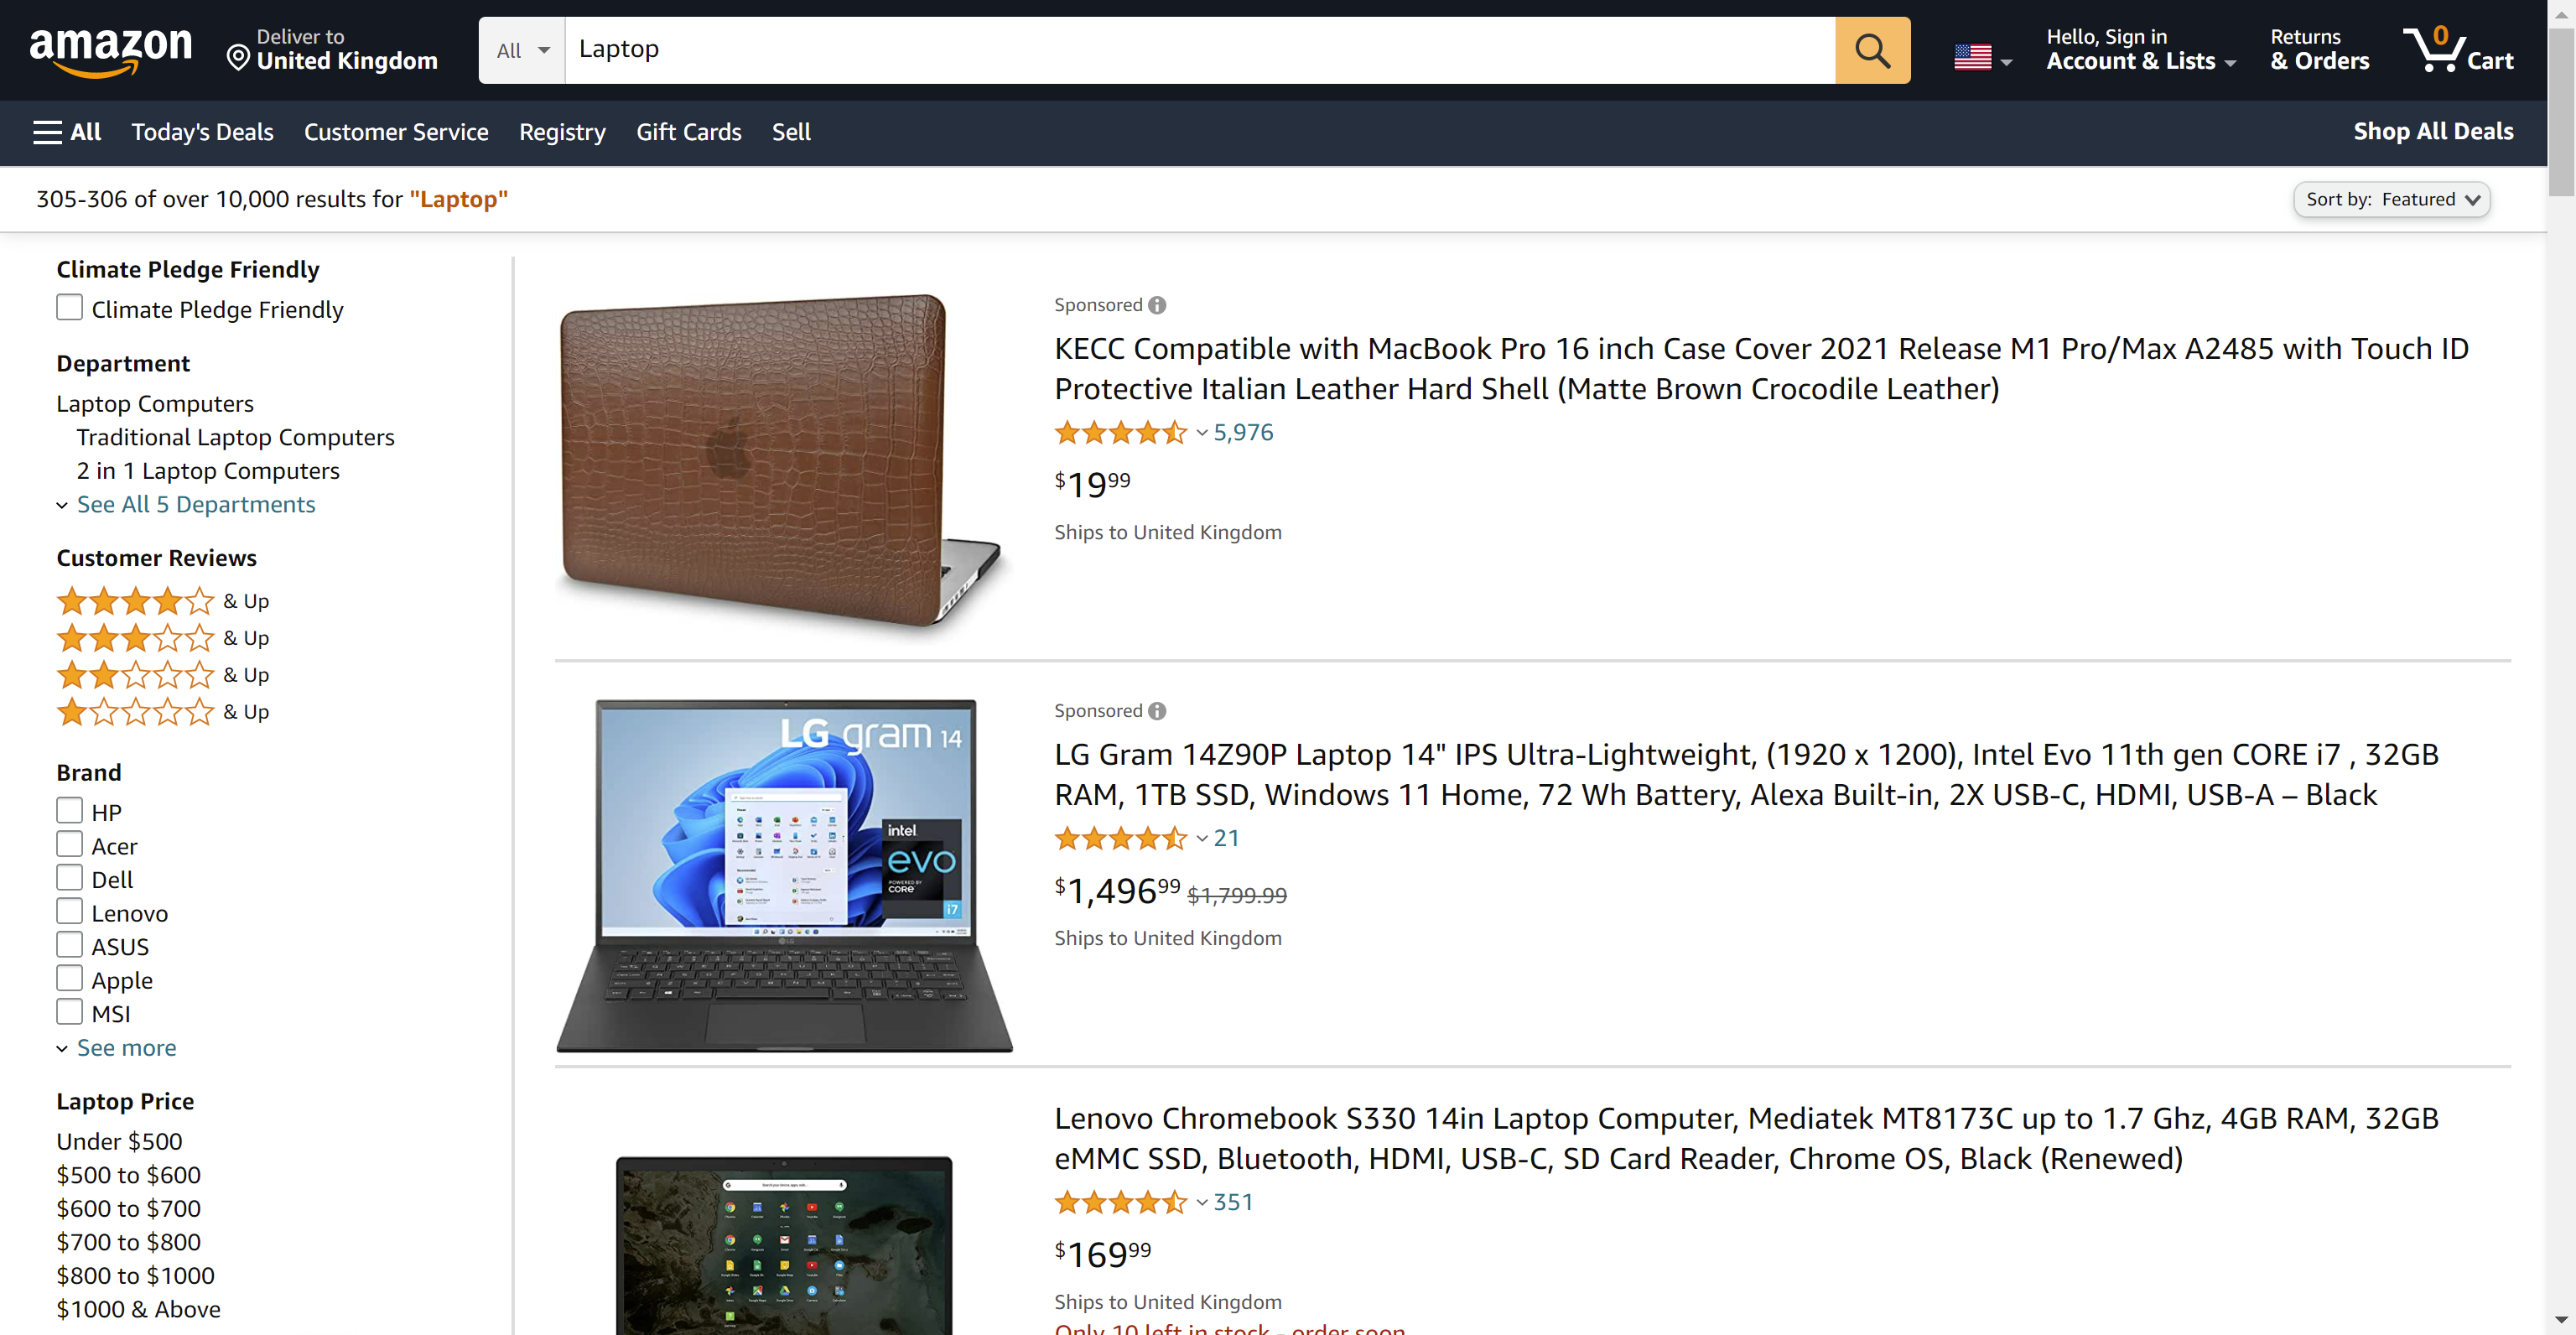 amazon
Deliver to
United Kingdom
All
Laptop
Hello, Sign in
Account & Lists
Returns
& Orders
0
Cart
All
Today's Deals
Customer Service
Registry
Gift Cards
Sell
Shop All Deals
305-306 of over 10,000 results for "Laptop"
Sort by: Featured
Climate Pledge Friendly
Climate Pledge Friendly
Department
Laptop Computers
Traditional Laptop Computers
2 in 1 Laptop Computers
See All 5 Departments
Customer Reviews
& Up
& Up
& Up
& Up
Brand
HP
Acer
Dell
Lenovo
ASUS
Apple
MSI
See more
Laptop Price
Under $500
$500 to $600
$600 to $700
$700 to $800
$800 to $1000
$1000 & Above
Sponsored
KECC Compatible with MacBook Pro 16 inch Case Cover 2021 Release M1 Pro/Max A2485 with Touch ID
Protective Italian Leather Hard Shell (Matte Brown Crocodile Leather)
5,976
$1999
Ships to United Kingdom
LG gram 14
intel
evo
POWERED BY
CORE
i7
Sponsored
LG Gram 14Z90P Laptop 14" IPS Ultra-Lightweight, (1920 x 1200), Intel Evo 11th gen CORE i7 , 32GB
RAM, 1TB SSD, Windows 11 Home, 72 Wh Battery, Alexa Built-in, 2X USB-C, HDMI, USB-A – Black
21
$1,49699 $1,799.99
Ships to United Kingdom
Lenovo Chromebook S330 14in Laptop Computer, Mediatek MT8173C up to 1.7 Ghz, 4GB RAM, 32GB
eMMC SSD, Bluetooth, HDMI, USB-C, SD Card Reader, Chrome OS, Black (Renewed)
351
$16999
Ships to United Kingdom
Only 10 left in stock - order soon